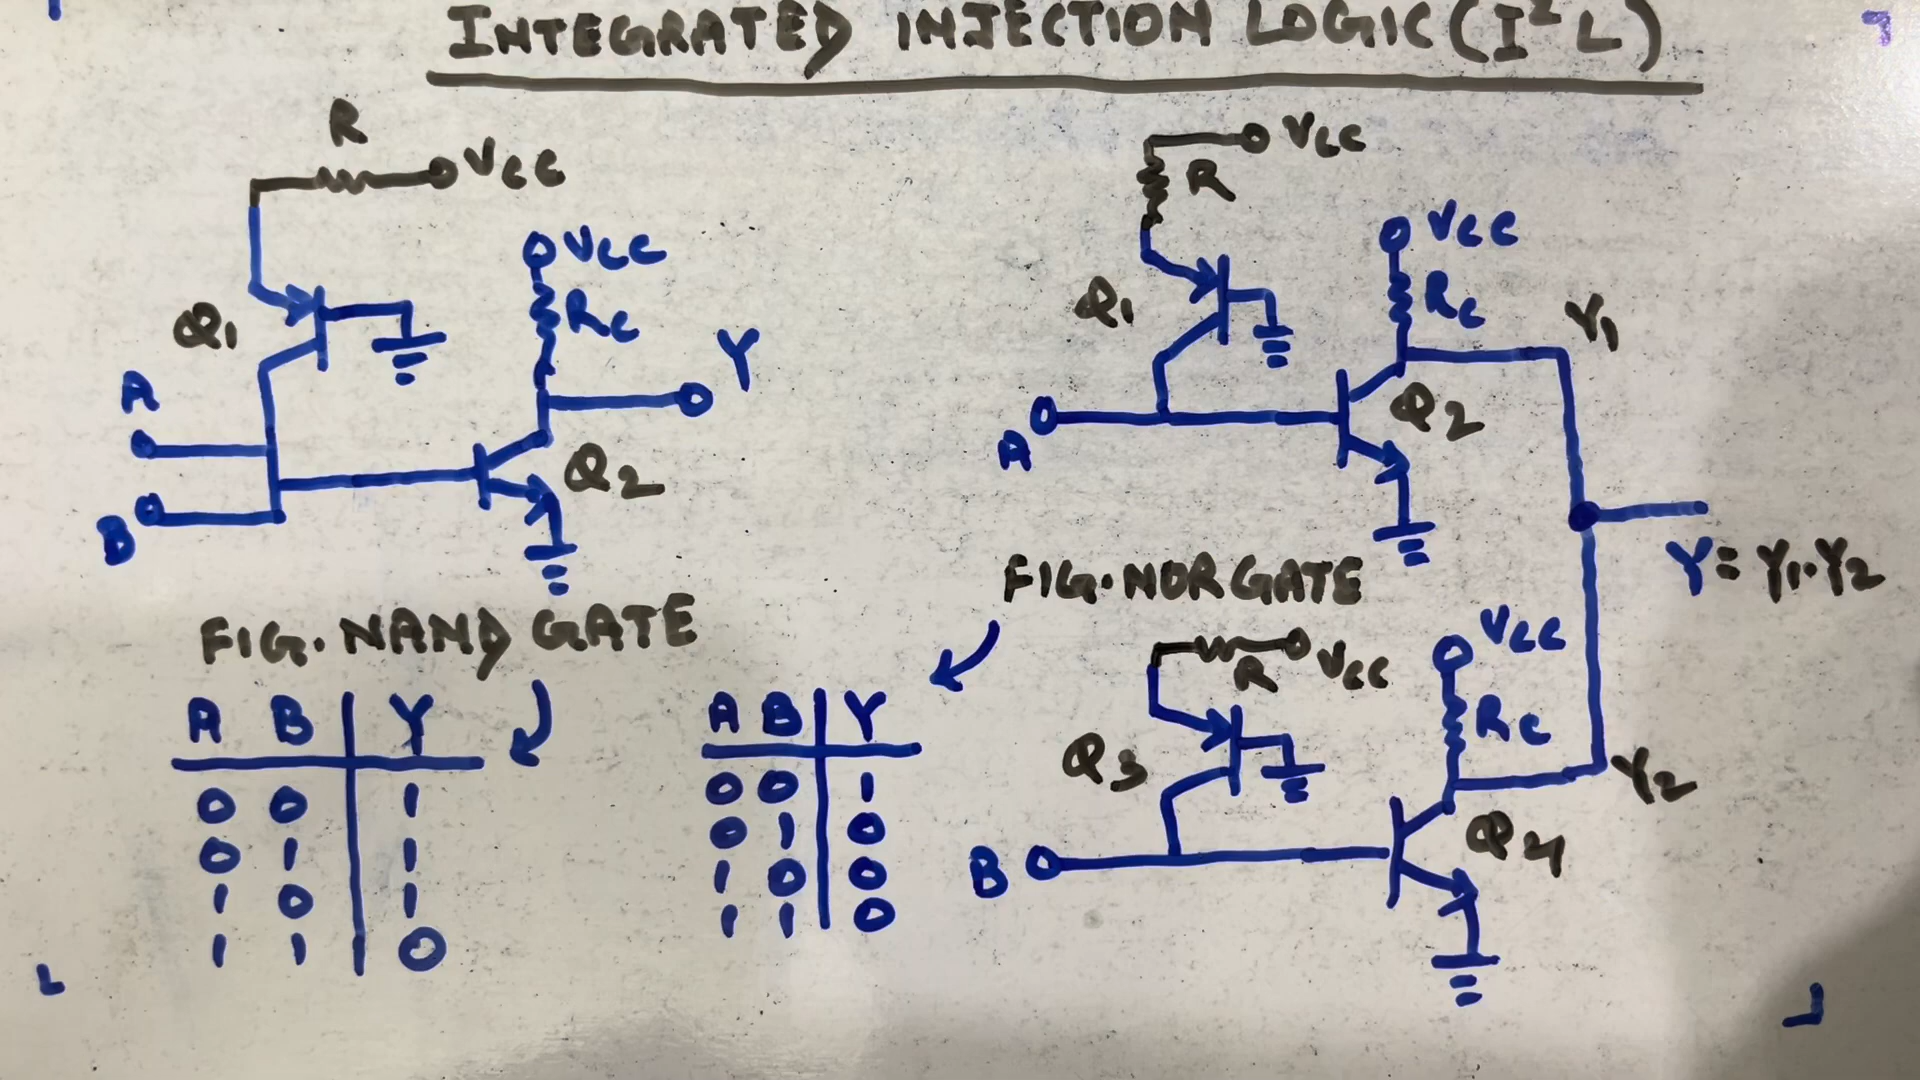 INTEGRATED INJECTION LOGIC (I²L)
R
VCC
Q1
VCC
RC
Y
A
B
Q2
FIG. NAND GATE
A B Y
0 0 1
0 1 1
1 0 1
1 1 0
VCC
R
Q1
VCC
RC
Y1
Q2
A
Y = Y1.Y2
FIG. NOR GATE
A B Y
0 0 1
0 1 0
1 0 0
1 1 0
R
VCC
Q3
VCC
RC
Y2
Q4
B